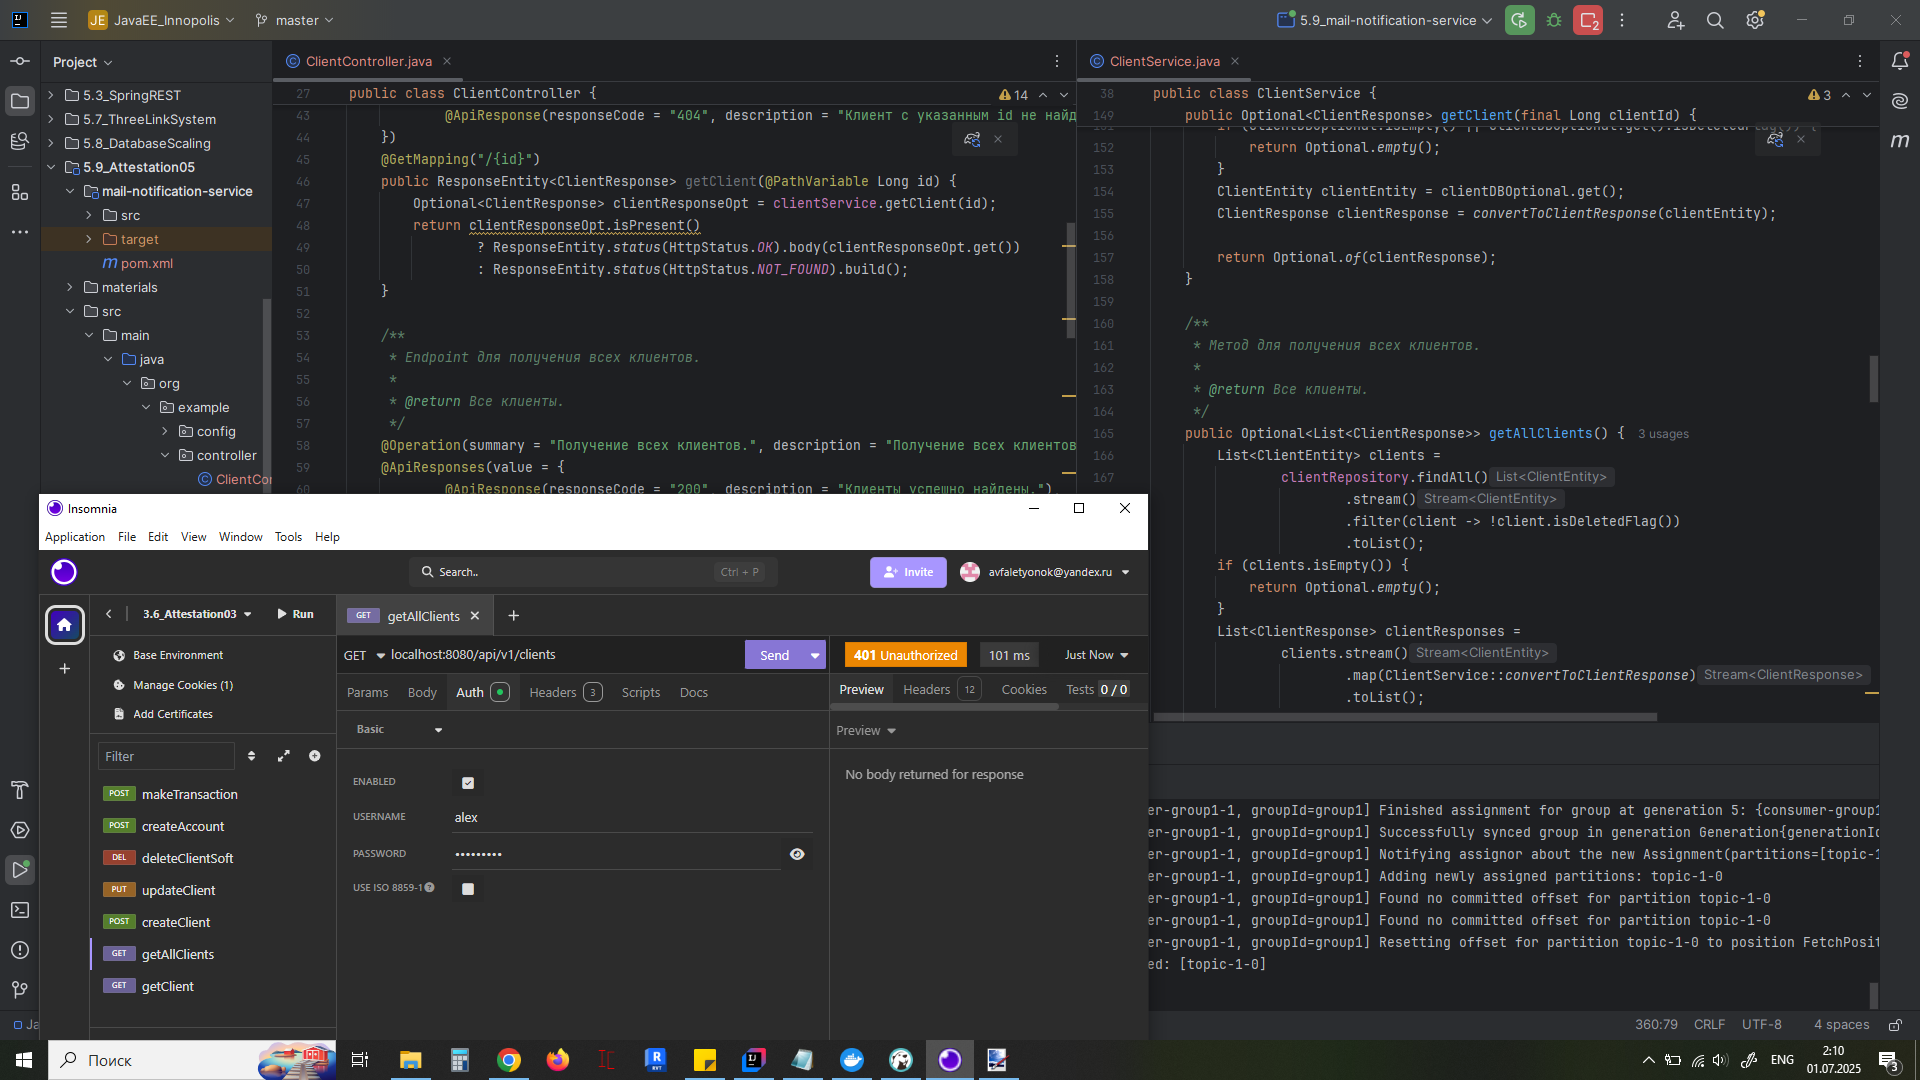 JE JavaEE_Innopolis
master
5.9_mail-notification-service
2
Project
5.3_SpringREST
5.7_ThreeLinkSystem
5.8_DatabaseScaling
5.9_Attestation05
mail-notification-service
src
target
m pom.xml
materials
src
main
java
org
example
config
controller
ClientCon
ClientController.java
27 public class ClientController {
14
43 @ApiResponse(responseCode = "404", description = "Клиент с указанным id не найд
44 })
45 @GetMapping("/{id}")
46 public ResponseEntity<ClientResponse> getClient(@PathVariable Long id) {
47 Optional<ClientResponse> clientResponseOpt = clientService.getClient(id);
48 return clientResponseOpt.isPresent()
49 ? ResponseEntity.status(HttpStatus.OK).body(clientResponseOpt.get())
50 : ResponseEntity.status(HttpStatus.NOT_FOUND).build();
51 }
52
53 /**
54 * Endpoint для получения всех клиентов.
55 *
56 * @return Все клиенты.
57 */
58 @Operation(summary = "Получение всех клиентов.", description = "Получение всех клиентов
59 @ApiResponses(value = {
60 @ApiResponse(responseCode = "200", description = "Клиенты успешно найдены."),
ClientService.java
38 public class ClientService {
3
149 public Optional<ClientResponse> getClient(final Long clientId) {
152 return Optional.empty();
153 }
154 ClientEntity clientEntity = clientDBOptional.get();
155 ClientResponse clientResponse = convertToClientResponse(clientEntity);
156
157 return Optional.of(clientResponse);
158 }
159
160 /**
161 * Метод для получения всех клиентов.
162 *
163 * @return Все клиенты.
164 */
165 public Optional<List<ClientResponse>> getAllClients() { 3 usages
166 List<ClientEntity> clients =
167 clientRepository.findAll() List<ClientEntity>
.stream() Stream<ClientEntity>
.filter(client -> !client.isDeletedFlag())
.toList();
if (clients.isEmpty()) {
return Optional.empty();
}
List<ClientResponse> clientResponses =
clients.stream() Stream<ClientEntity>
.map(ClientService::convertToClientResponse) Stream<ClientResponse>
.toList();
Insomnia
Application File Edit View Window Tools Help
Search.. Ctrl + P
Invite
avfaletyonok@yandex.ru
3.6_Attestation03
Run
GET getAllClients
Base Environment
Manage Cookies (1)
Add Certificates
Filter
POST makeTransaction
POST createAccount
DEL deleteClientSoft
PUT updateClient
POST createClient
GET getAllClients
GET getClient
GET localhost:8080/api/v1/clients
Send
Params Body Auth Headers 3 Scripts Docs
Basic
ENABLED
USERNAME alex
PASSWORD •••••••••
USE ISO 8859-1
401 Unauthorized 101 ms Just Now
Preview Headers 12 Cookies Tests 0 / 0
Preview
No body returned for response
er-group1-1, groupId=group1] Finished assignment for group at generation 5: {consumer-group1
er-group1-1, groupId=group1] Successfully synced group in generation Generation{generationId
er-group1-1, groupId=group1] Notifying assignor about the new Assignment(partitions=[topic-1
er-group1-1, groupId=group1] Adding newly assigned partitions: topic-1-0
er-group1-1, groupId=group1] Found no committed offset for partition topic-1-0
er-group1-1, groupId=group1] Found no committed offset for partition topic-1-0
er-group1-1, groupId=group1] Resetting offset for partition topic-1-0 to position FetchPosit
ed: [topic-1-0]
Ja
360:79 CRLF UTF-8 4 spaces
Поиск
ENG
2:10
01.07.2025
3